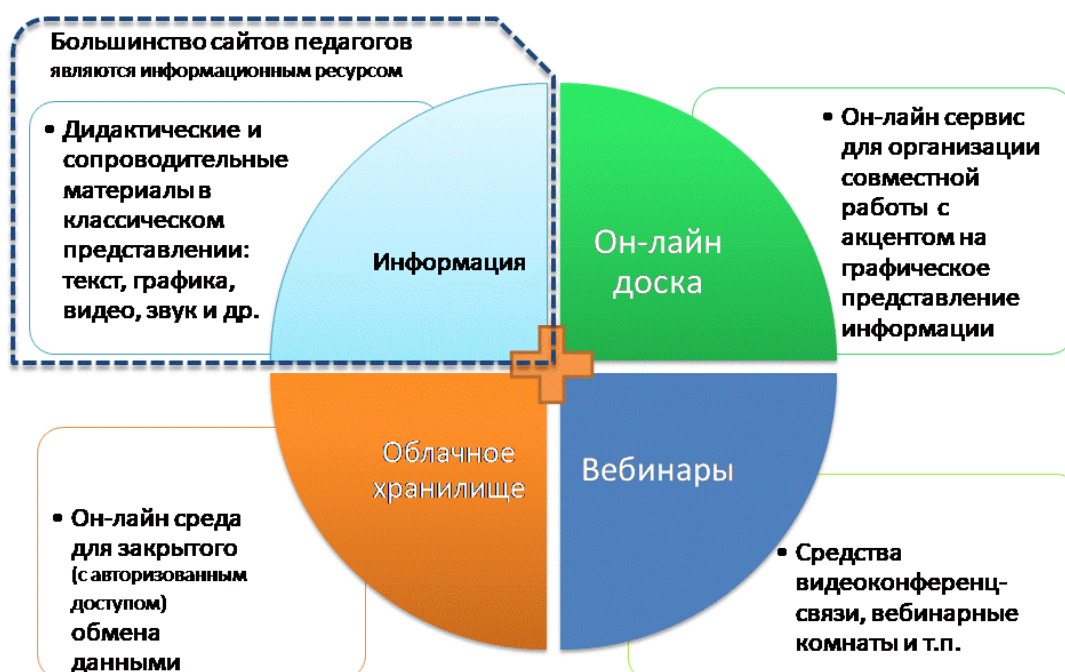 Большинство сайтов педагогов
являются информационным ресурсом
• Дидактические и
сопроводительные
материалы в
классическом
представлении:
текст, графика,
видео, звук и др.
Информация
Он-лайн
доска
• Он-лайн сервис
для организации
совместной
работы с
акцентом на
графическое
представление
информации
Облачное
хранилище
Вебинары
• Он-лайн среда
для закрытого
(с авторизованным
доступом)
обмена
данными
• Средства
видеоконференц-
связи, вебинарные
комнаты и т.п.